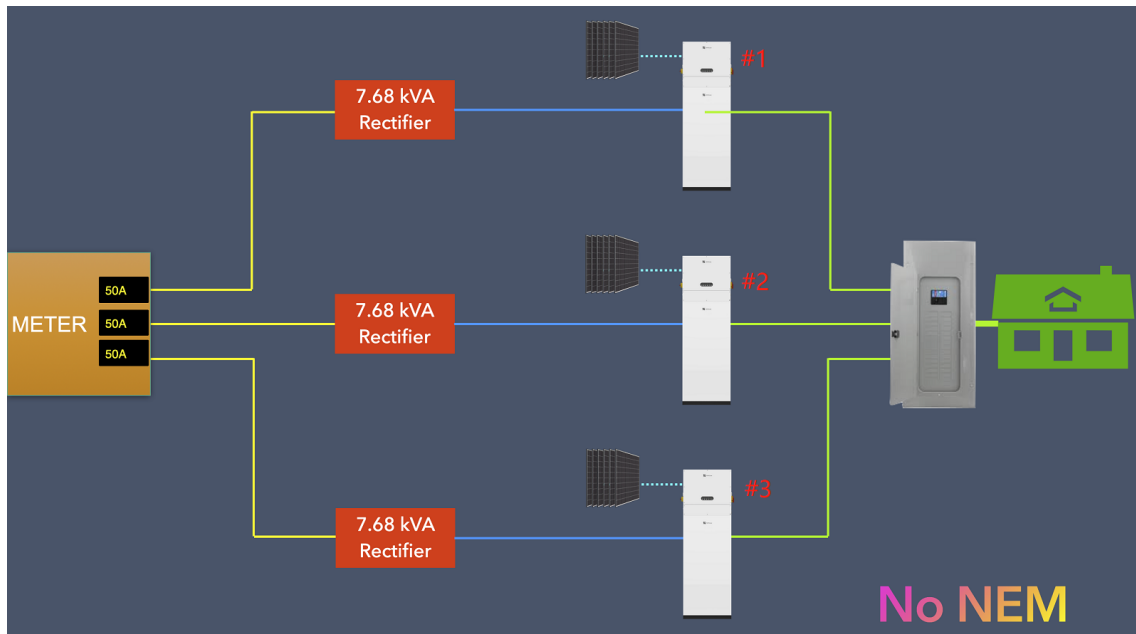 #1
7.68 kVA
Rectifier
50A
METER
50A
50A
7.68 kVA
Rectifier
#2
7.68 kVA
Rectifier
#3
No NEM